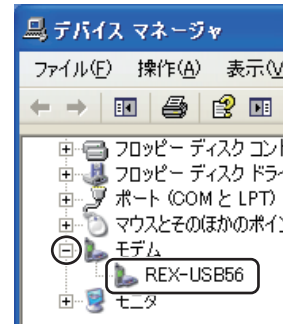 デバイス マネージャ
ファイル(F) 操作(A) 表示(V
フロッピー ディスク コント
フロッピー ディスク ドライ
ポート (COM と LPT)
マウスとそのほかのポイン
モデム
REX-USB56
モニタ